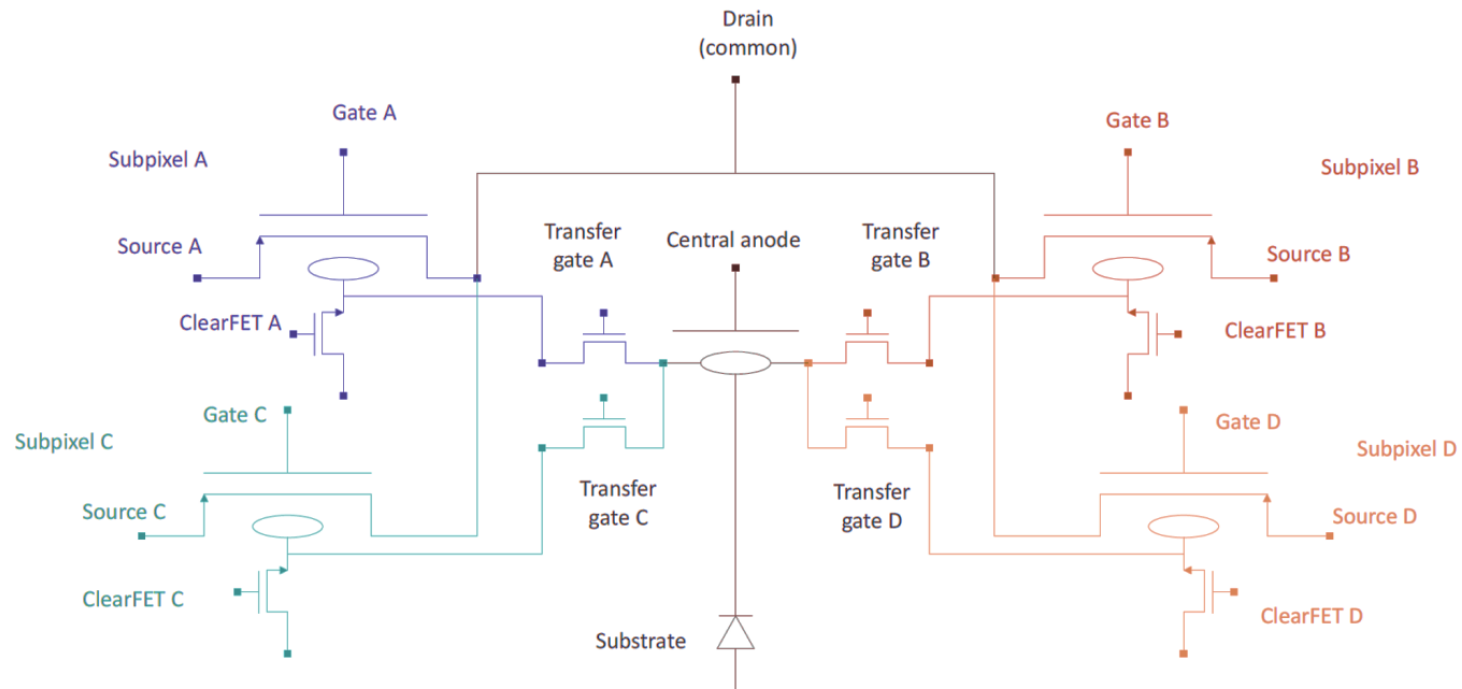 Drain
(common)
Gate A
Gate B
Subpixel A
Subpixel B
Source A
Transfer
gate A
Central anode
Transfer
gate B
Source B
ClearFET A
ClearFET B
Gate C
Gate D
Subpixel C
Subpixel D
Transfer
gate C
Transfer
gate D
Source C
Source D
ClearFET C
ClearFET D
Substrate